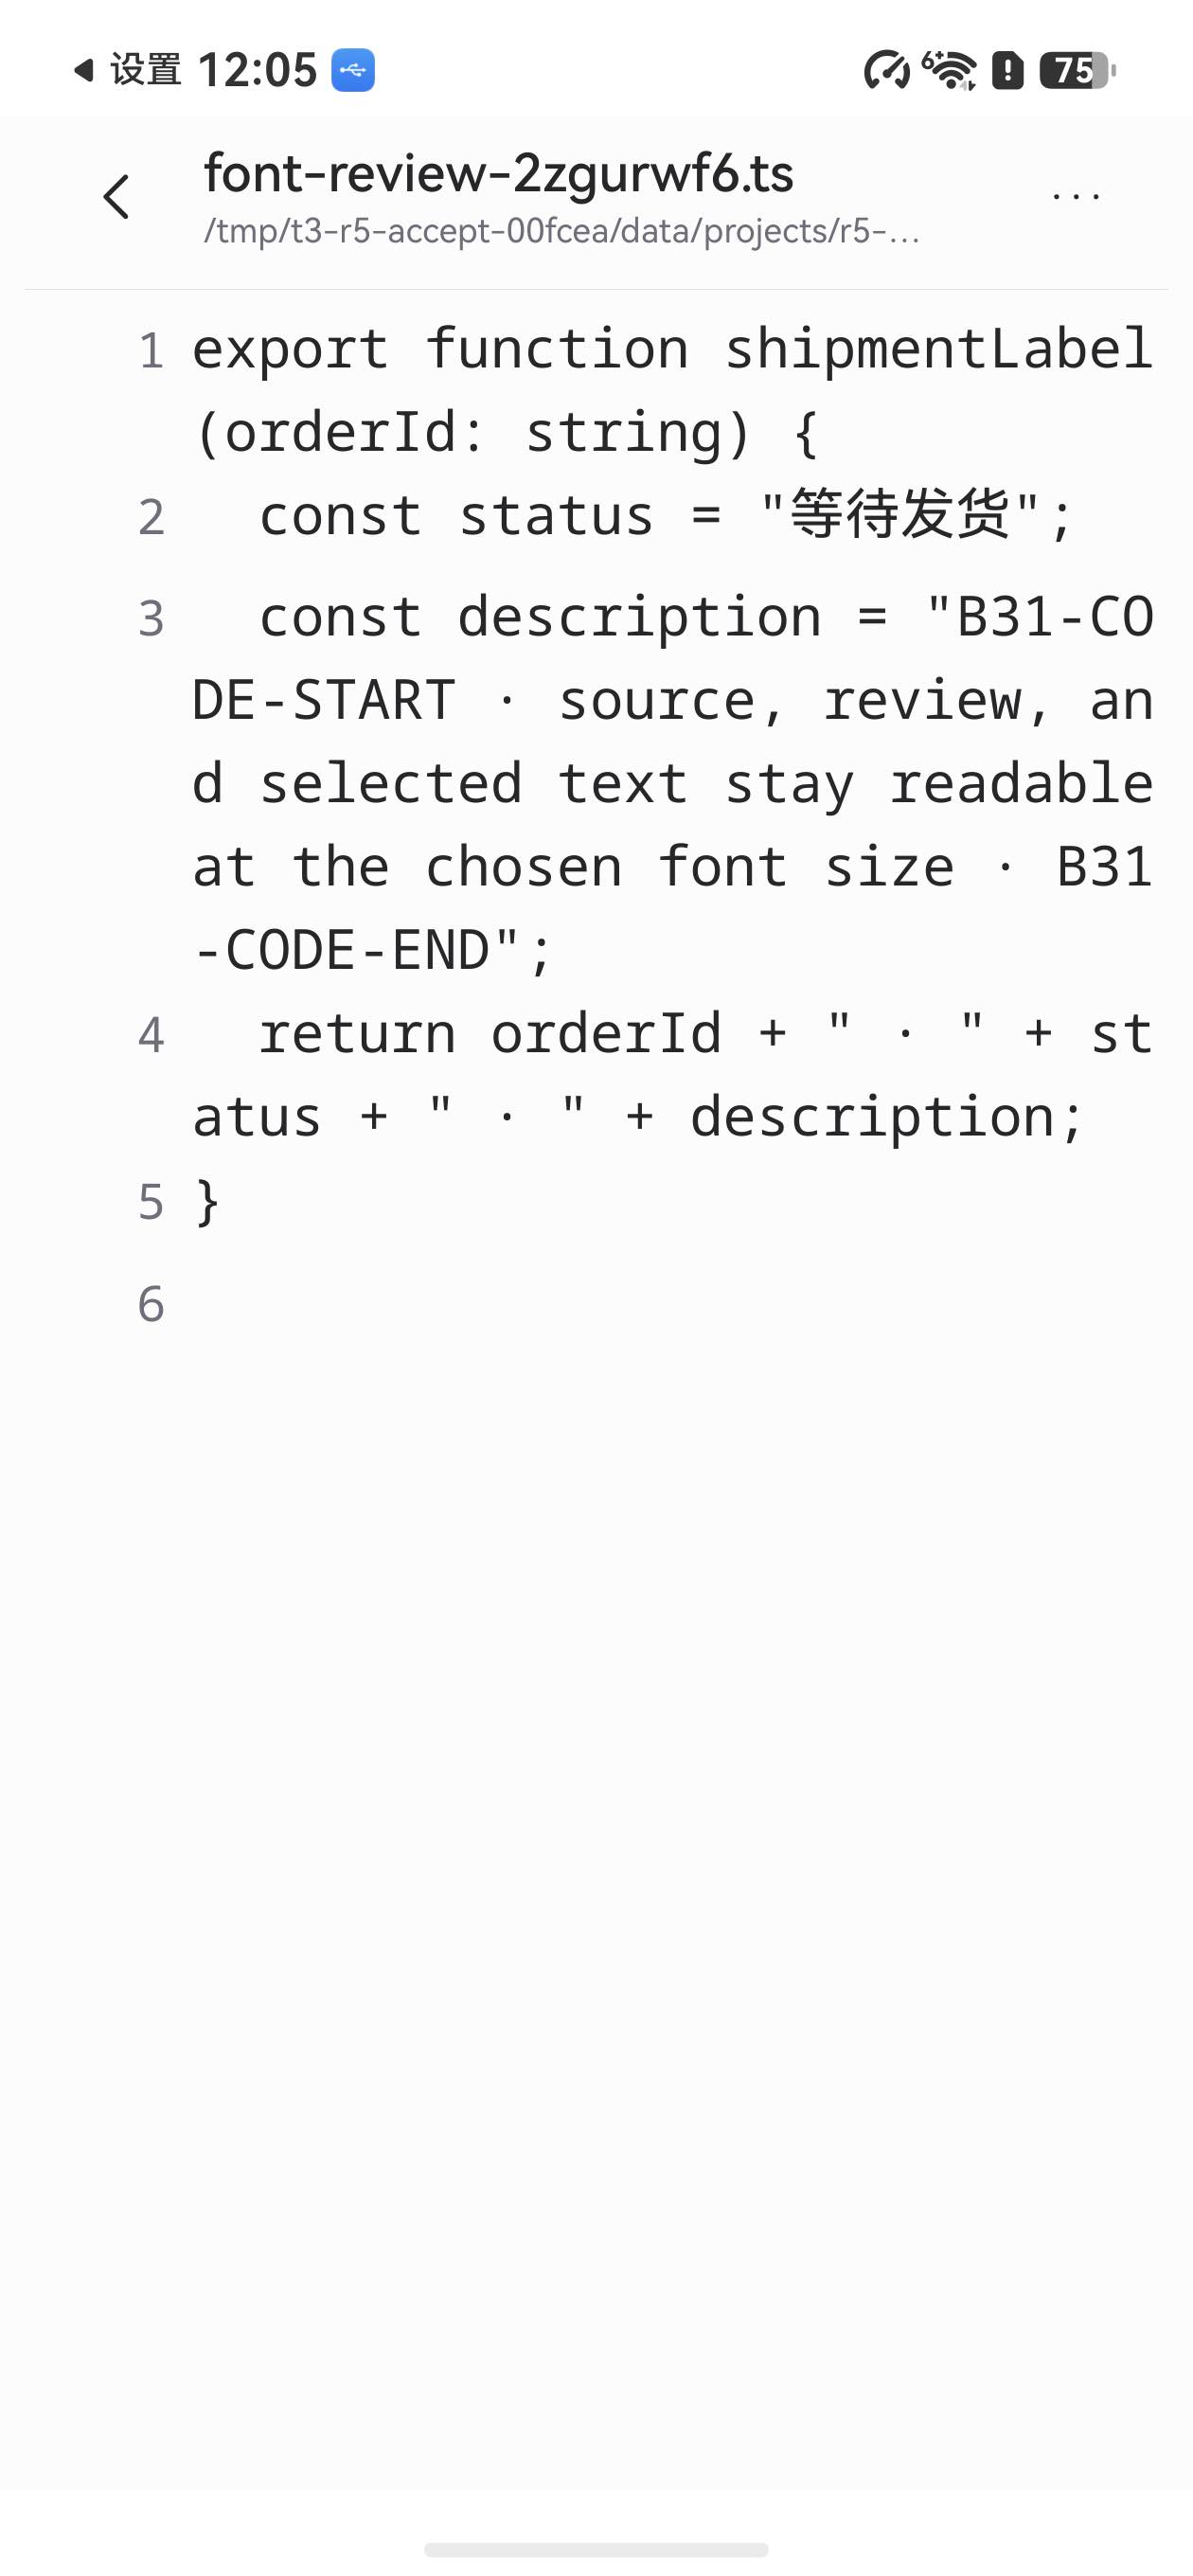 设置 12:05
6+ 75
font-review-2zgurwf6.ts
...
/tmp/t3-r5-accept-00fcea/data/projects/r5-...
1 export function shipmentLabel
(orderId: string) {
2   const status = "等待发货";
3   const description = "B31-CO
DE-START · source, review, an
d selected text stay readable
at the chosen font size · B31
-CODE-END";
4   return orderId + " · " + st
atus + " · " + description;
5 }
6